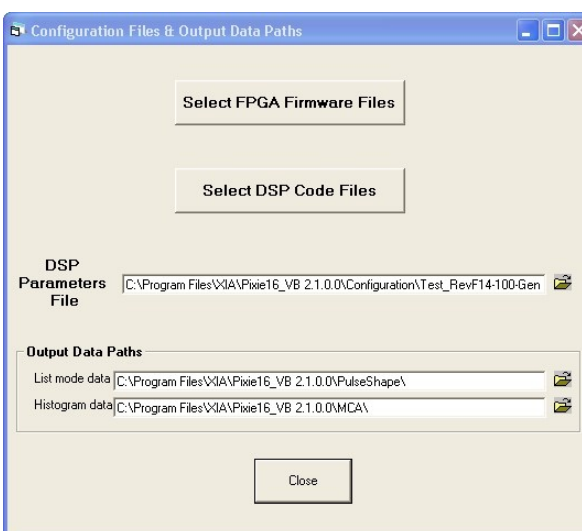 Configuration Files & Output Data Paths
Select FPGA Firmware Files
Select DSP Code Files
DSP
Parameters
File
C:\Program Files\XIA\Pixie16_VB 2.1.0.0\Configuration\Test_RevF14-100-Gen
Output Data Paths
List mode data C:\Program Files\XIA\Pixie16_VB 2.1.0.0\PulseShape\
Histogram data C:\Program Files\XIA\Pixie16_VB 2.1.0.0\MCA\
Close